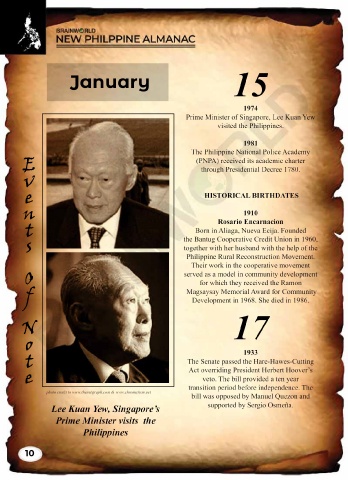 BRAINWORLD
NEW PHILPPINE ALMANAC
January
Events of Note
Lee Kuan Yew, Singapore's
Prime Minister visits the
Philippines
15
1974
Prime Minister of Singapore, Lee Kuan Yew
visited the Philippines.
1981
The Philippine National Police Academy
(PNPA) received its academic charter
through Presidential Decree 1780.
HISTORICAL BIRTHDATES
1910
Rosario Encarnacion
Born in Aliaga, Nueva Ecija. Founded
the Bantug Cooperative Credit Union in 1960,
together with her husband with the help of the
Philippine Rural Reconstruction Movement.
Their work in the cooperative movement
served as a model in community development
for which they received the Ramon
Magsaysay Memorial Award for Community
Development in 1968. She died in 1986.
17
1933
The Senate passed the Hare-Hawes-Cutting
Act overriding President Herbert Hoover's
veto. The bill provided a ten year
transition period before independence. The
bill was opposed by Manuel Quezon and
supported by Sergio Osmeña.
10